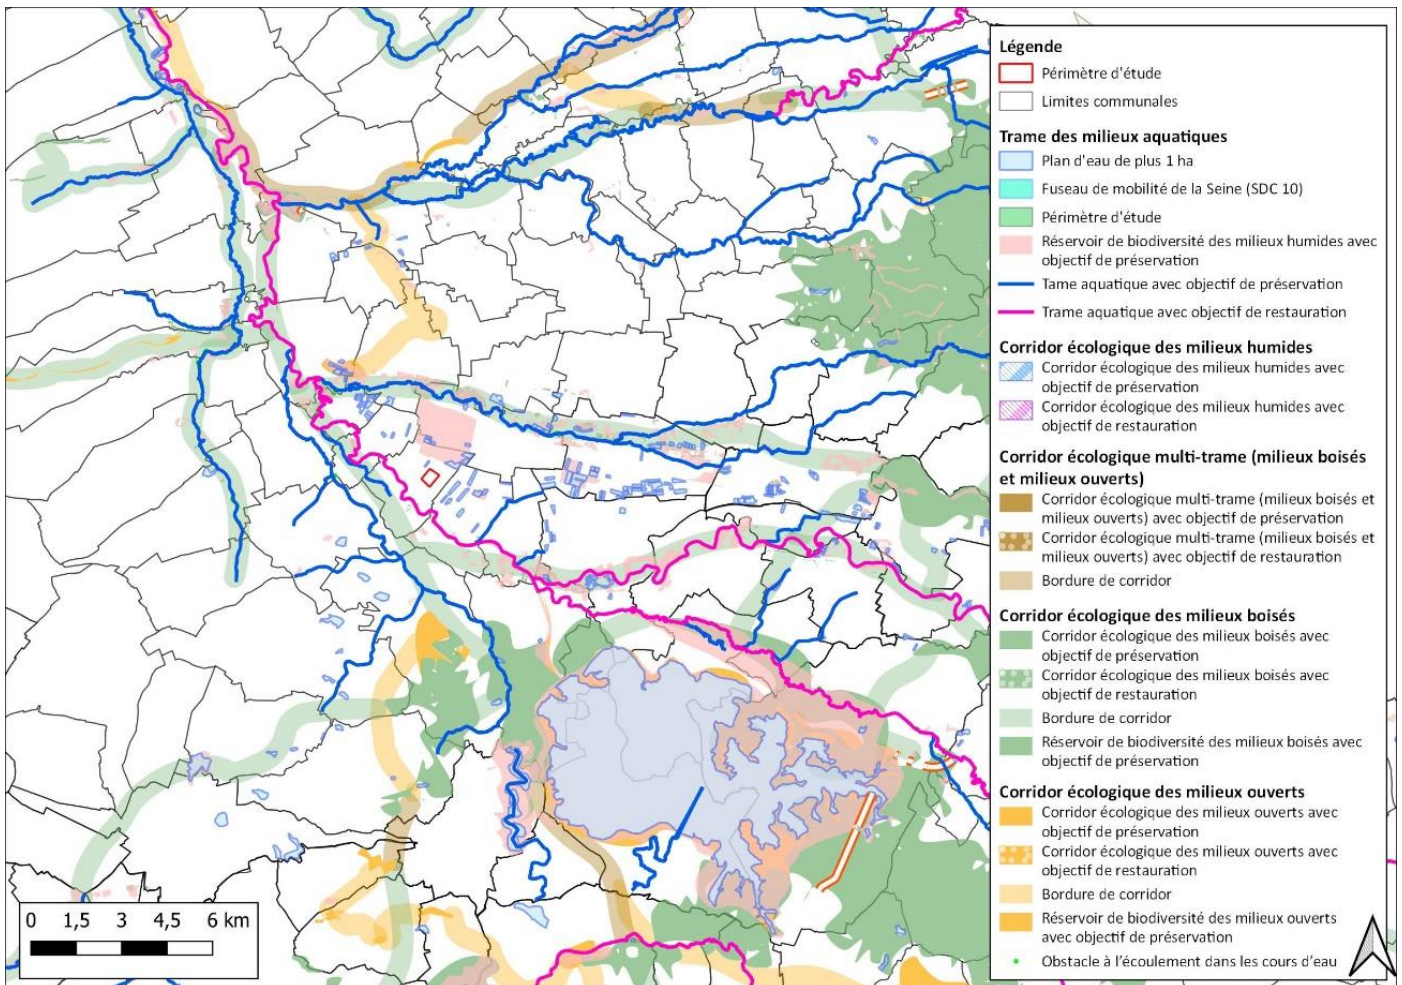 Légende
Périmètre d'étude
Limites communales
Trame des milieux aquatiques
Plan d'eau de plus 1 ha
Fuseau de mobilité de la Seine (SDC 10)
Périmètre d'étude
Réservoir de biodiversité des milieux humides avec
objectif de préservation
Tame aquatique avec objectif de préservation
Trame aquatique avec objectif de restauration
Corridor écologique des milieux humides
Corridor écologique des milieux humides avec
objectif de préservation
Corridor écologique des milieux humides avec
objectif de restauration
Corridor écologique multi-trame (milieux boisés
et milieux ouverts)
Corridor écologique multi-trame (milieux boisés et
milieux ouverts) avec objectif de préservation
Corridor écologique multi-trame (milieux boisés et
milieux ouverts) avec objectif de restauration
Bordure de corridor
Corridor écologique des milieux boisés
Corridor écologique des milieux boisés avec
objectif de préservation
Corridor écologique des milieux boisés avec
objectif de restauration
Bordure de corridor
Réservoir de biodiversité des milieux boisés avec
objectif de préservation
Corridor écologique des milieux ouverts
Corridor écologique des milieux ouverts avec
objectif de préservation
Corridor écologique des milieux ouverts avec
objectif de restauration
Bordure de corridor
Réservoir de biodiversité des milieux ouverts
avec objectif de préservation
Obstacle à l'écoulement dans les cours d'eau
0 1,5 3 4,5 6 km